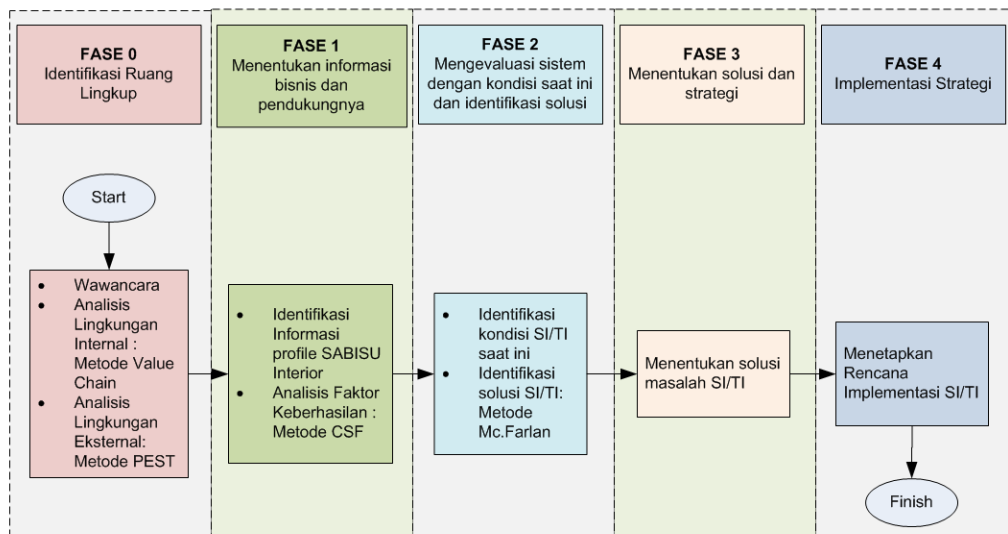 FASE 0
Identifikasi Ruang
Lingkup
FASE 1
Menentukan informasi
bisnis dan
pendukungnya
FASE 2
Mengevaluasi sistem
dengan kondisi saat ini
dan identifikasi solusi
FASE 3
Menentukan solusi dan
strategi
FASE 4
Implementasi Strategi
Start
• Wawancara
• Analisis
Lingkungan
Internal :
Metode Value
Chain
• Analisis
Lingkungan
Eksternal:
Metode PEST
• Identifikasi
Informasi
profile SABISU
Interior
• Analisis Faktor
Keberhasilan :
Metode CSF
• Identifikasi
kondisi SI/TI
saat ini
• Identifikasi
solusi SI/TI:
Metode
Mc.Farlan
Menentukan solusi
masalah SI/TI
Menetapkan
Rencana
Implementasi SI/TI
Finish